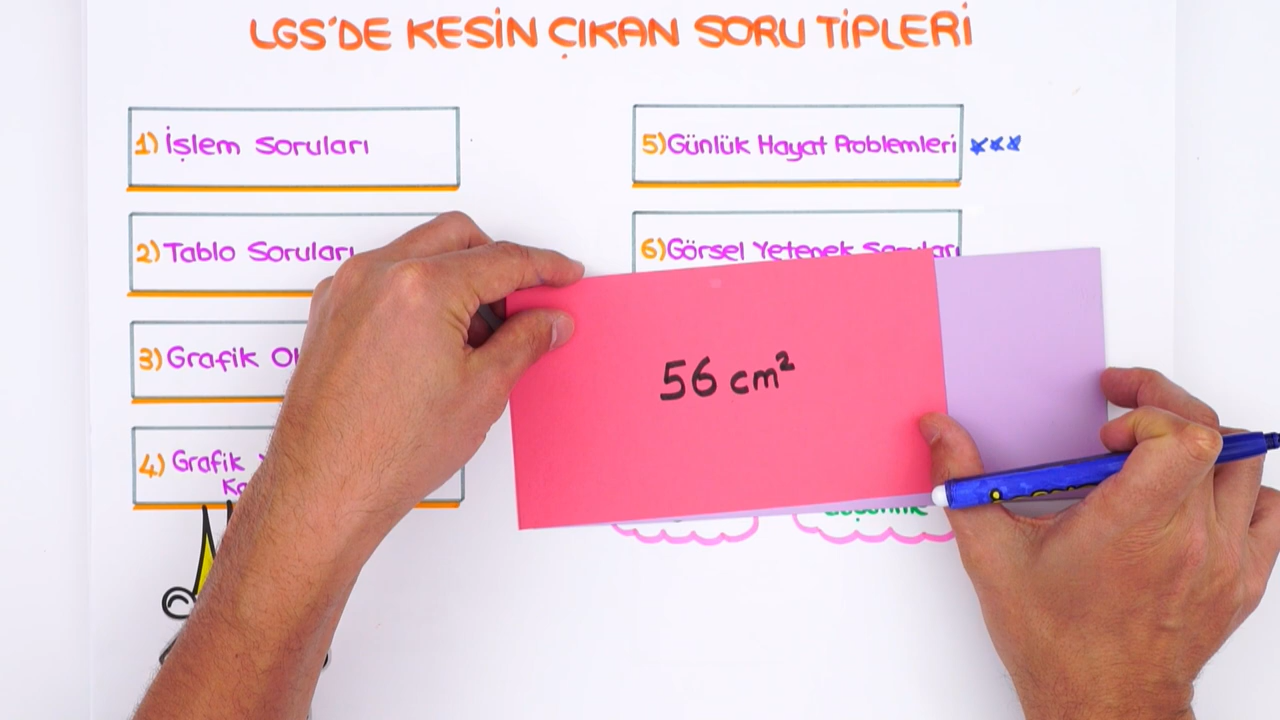 LGS'DE KESİN ÇIKAN SORU TİPLERİ
1) İşlem Soruları
2) Tablo Soruları
3) Grafik
4) Grafik
5) Günlük Hayat Problemleri
6) Görsel Yetenek Soruları
56 cm²